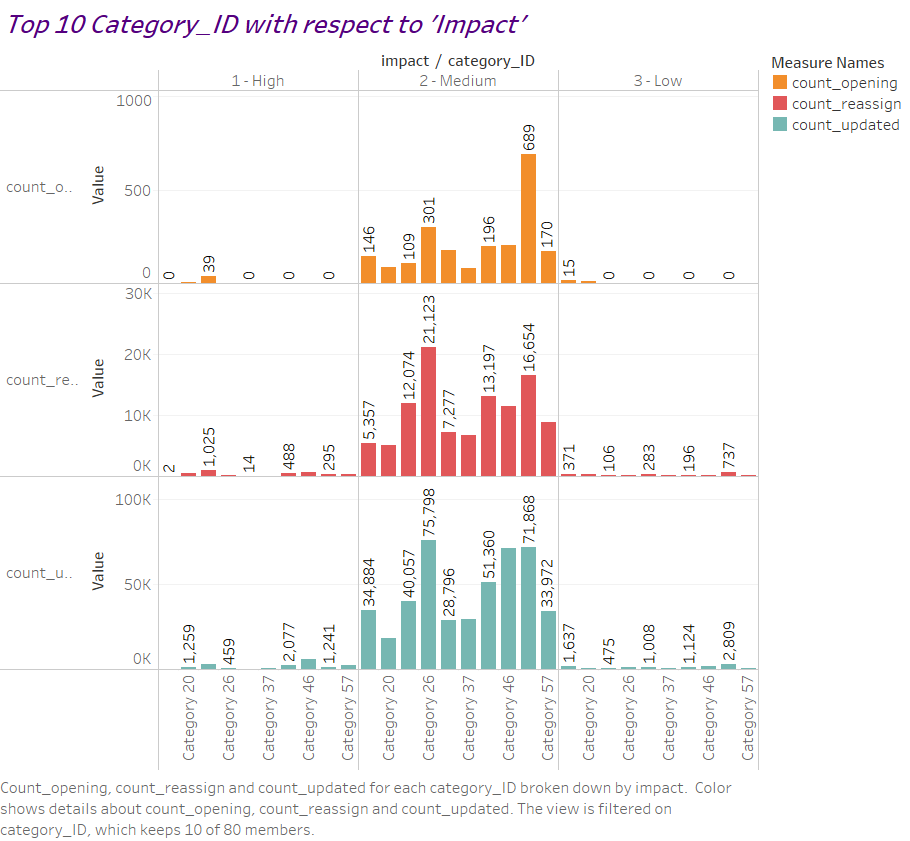 Top 10 Category_ID with respect to 'Impact'
impact / category_ID
1 - High
2 - Medium
3 - Low
Measure Names
count_opening
count_reassign
count_updated
count_o..
Value
1000
500
0
0
39
0
0
0
146
109
301
196
689
170
15
0
0
0
0
count_re..
Value
30K
20K
10K
0K
2
1,025
14
488
295
5,357
12,074
21,123
7,277
13,197
16,654
371
106
283
196
737
count_u..
Value
100K
50K
0K
1,259
459
2,077
1,241
34,884
40,057
75,798
28,796
51,360
71,868
33,972
1,637
475
1,008
1,124
2,809
Category 20
Category 26
Category 37
Category 46
Category 57
Category 20
Category 26
Category 37
Category 46
Category 57
Category 20
Category 26
Category 37
Category 46
Category 57
Count_opening, count_reassign and count_updated for each category_ID broken down by impact. Color
shows details about count_opening, count_reassign and count_updated. The view is filtered on
category_ID, which keeps 10 of 80 members.